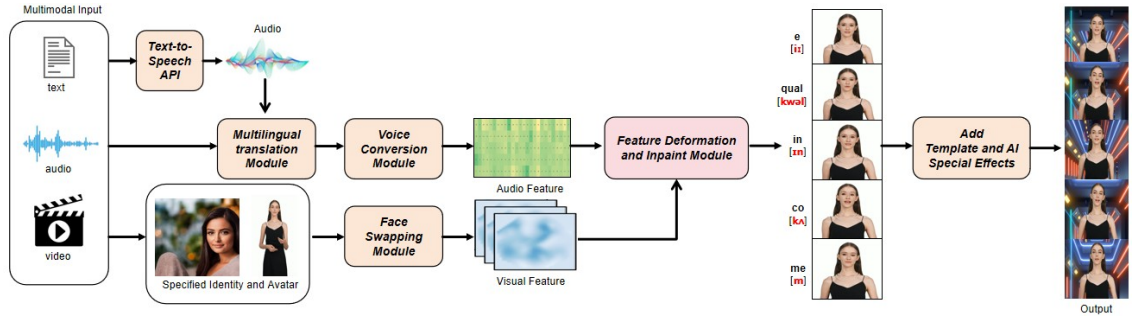 Multimodal Input
text
audio
video
Text-to-
Speech
API
Audio
Multilingual
translation
Module
Voice
Conversion
Module
Audio Feature
Specified Identity and Avatar
Face
Swapping
Module
Visual Feature
Feature Deformation
and Inpaint Module
e
[iɪ]
qual
[kwəl]
in
[ɪn]
co
[kʌ]
me
[m]
Add
Template and AI
Special Effects
Output